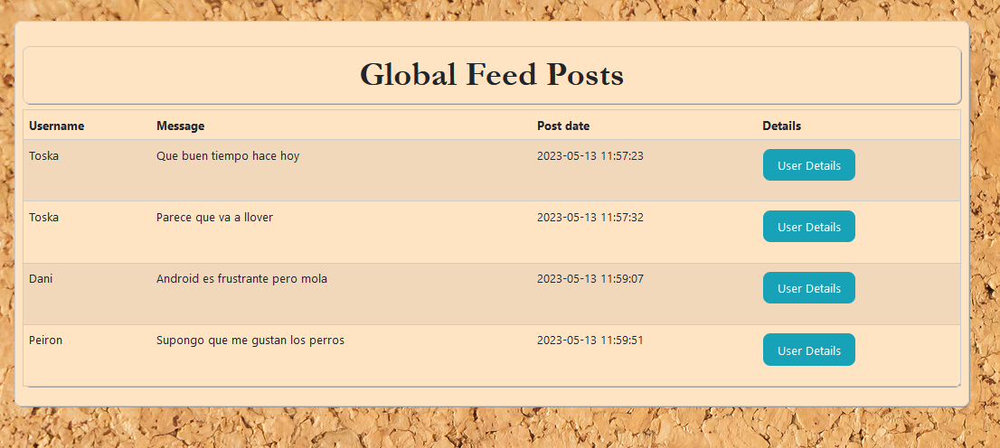 Global Feed Posts
Username Message Post date Details
Toska Que buen tiempo hace hoy 2023-05-13 11:57:23 User Details
Toska Parece que va a llover 2023-05-13 11:57:32 User Details
Dani Android es frustrante pero mola 2023-05-13 11:59:07 User Details
Peiron Supongo que me gustan los perros 2023-05-13 11:59:51 User Details